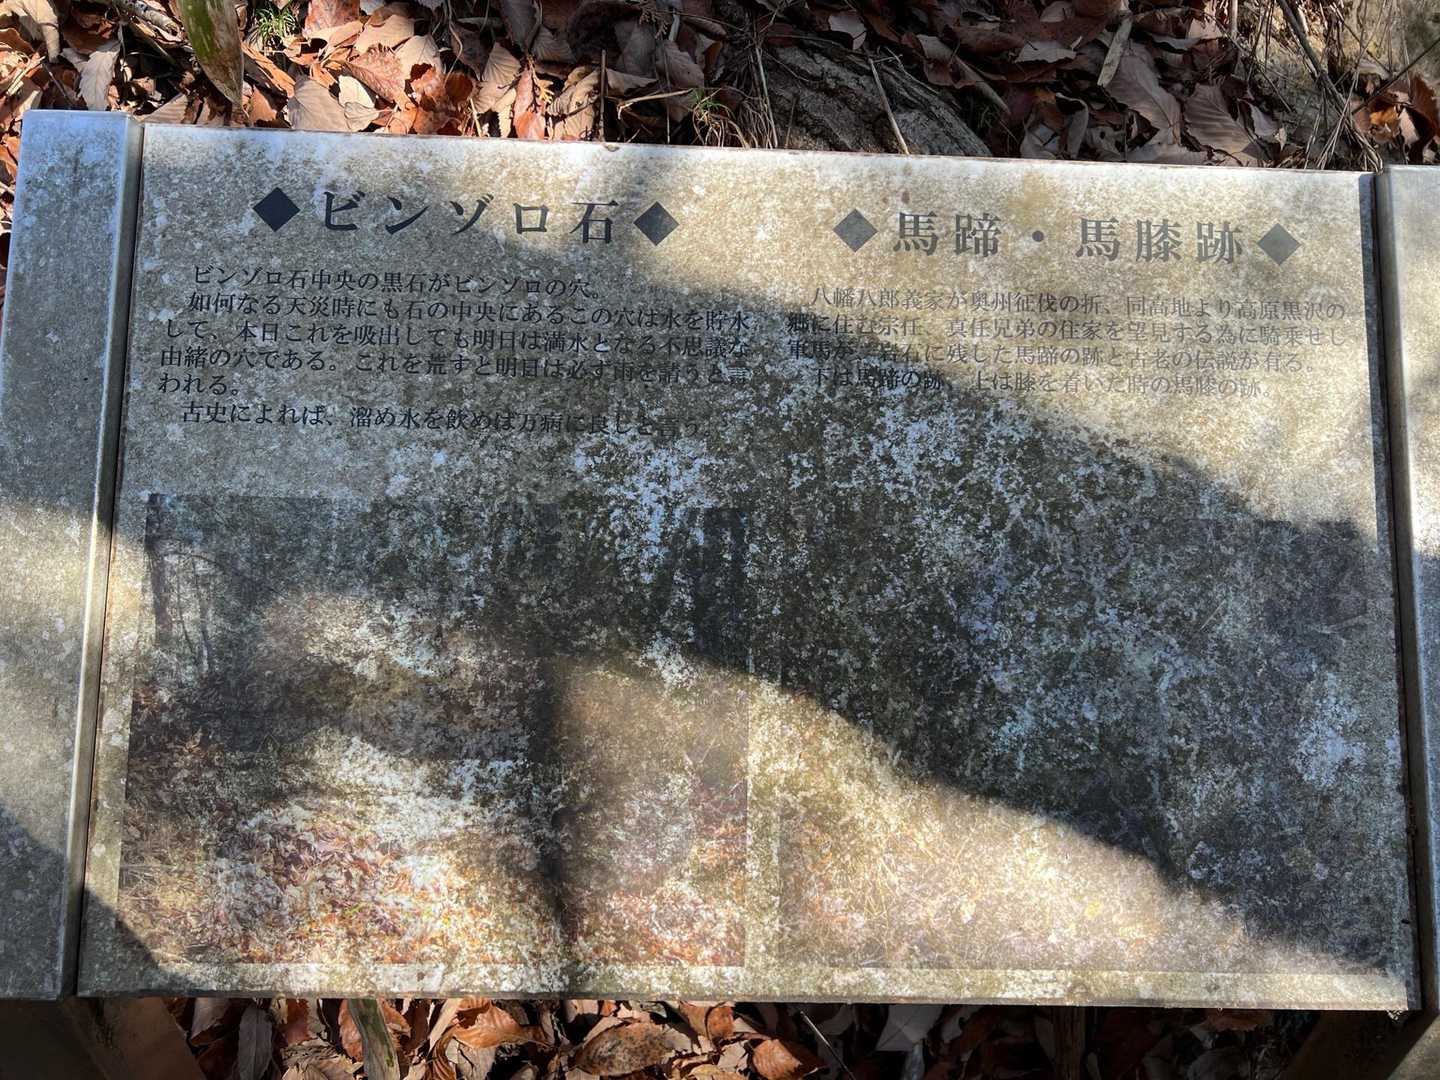 ◆ビンゾロ石◆
ビンゾロ石中央の黒石がビンゾロの穴。
如何なる天災時にも石の中央にあるこの穴は水を貯水
して、本日これを吸出しても明日は満水となる不思議な
由緒の穴である。これを荒すと明日は必ず雨を請うと言
われる。
古史によれば、溜め水を飲めば万病に良しと言う。
◆馬蹄・馬膝跡◆
八幡八郎義家が奥州征伐の折、同高地より高原黒沢の
郷に住む宗任、真任兄弟の住家を望見する為に騎乗せし
軍馬が、岩石に残した馬蹄の跡と古老の伝説が有る。
下は馬蹄の跡、上は膝を着いた時の馬膝の跡。